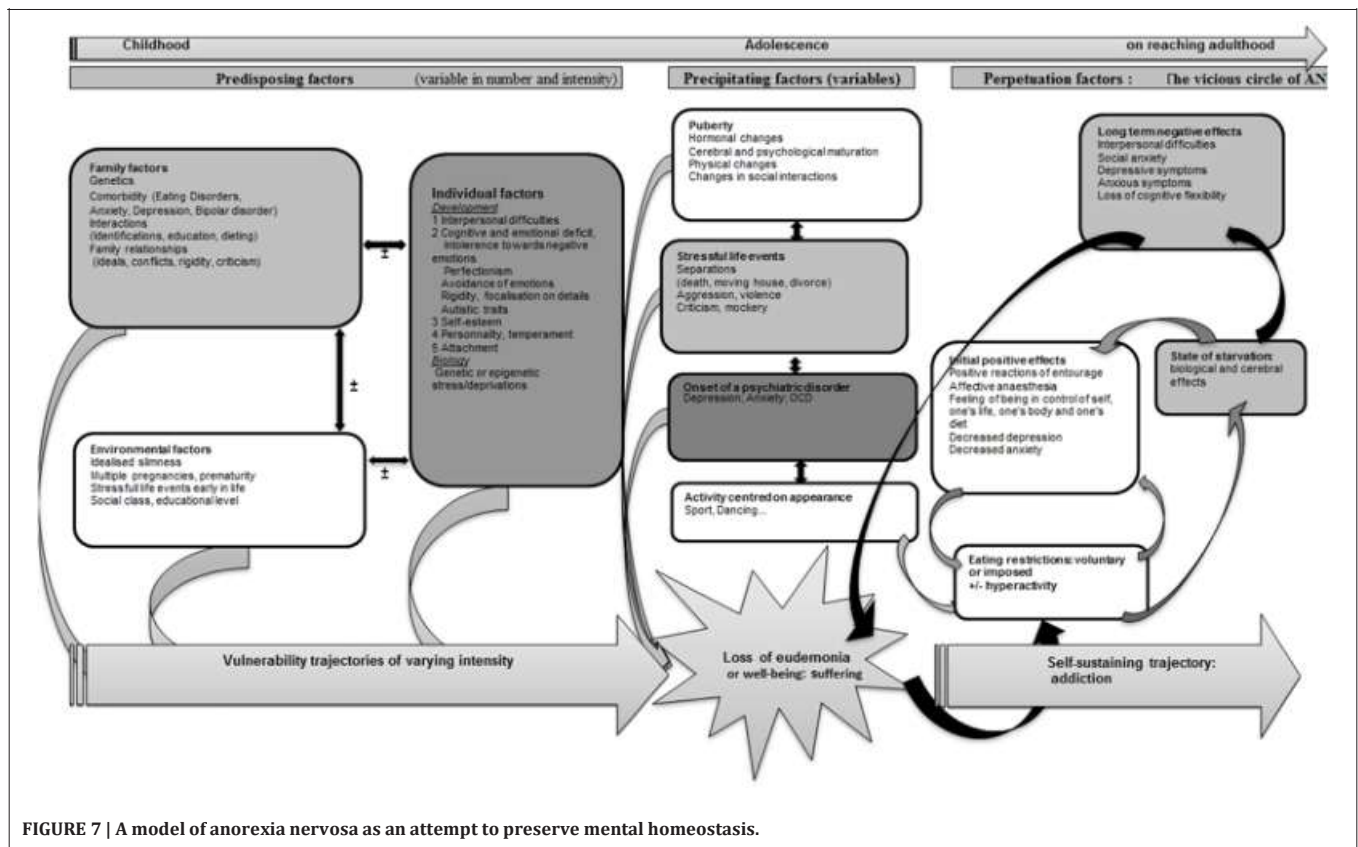 Childhood
Adolescence
on reaching adulthood
Predisposing factors (variable in number and intensity)
Precipitating factors (variables)
Perpetuation factors : The vicious circle of AN
Family factors
Genetics
Comorbidity (Eating Disorders,
Anxiety, Depression, Bipolar disorder)
Interactions
(identifications, education, dieting)
Family relationships
(ideals, conflicts, rigidity, criticism)
±
±
±
Environmental factors
Idealised slimness
Multiple pregnancies, prematurity
Stressfull life events early in life
Social class, educational level
Individual factors
Development
1 Interpersonal difficulties
2 Cognitive and emotional deficit,
Intolerence towards negative
emotions
Perfectionism
Avoidance of emotions
Rigidity, focalisation on details
Autistic traits
3 Self-esteem
4 Personnality, temperament
5 Attachment
Biology
Genetic or epigenetic
stress/deprivations
Puberty
Hormonal changes
Cerebral and psychological maturation
Physical changes
Changes in social interactions
Stressful life events
Separations
(death, moving house, divorce)
Aggression, violence
Criticism, mockery
Onset of a psychiatric disorder
Depression, Anxiety, OCD
Activity centred on appearance
Sport, Dancing...
Long term negative effects
Interpersonal difficulties
Social anxiety
Depressive symptoms
Anxious symptoms
Loss of cognitive flexibility
Initial positive effects
Positive reactions of entourage
Affective anaesthesia
Feeling of being in control of self,
one's life, one's body and one's
diet
Decreased depression
Decreased anxiety
State of starvation:
biological and cerebral
effects
Eating restrictions: voluntary
or imposed
+/- hyperactivity
Vulnerability trajectories of varying intensity
Loss of eudemonia
or well-being: suffering
Self-sustaining trajectory:
addiction
FIGURE 7 | A model of anorexia nervosa as an attempt to preserve mental homeostasis.